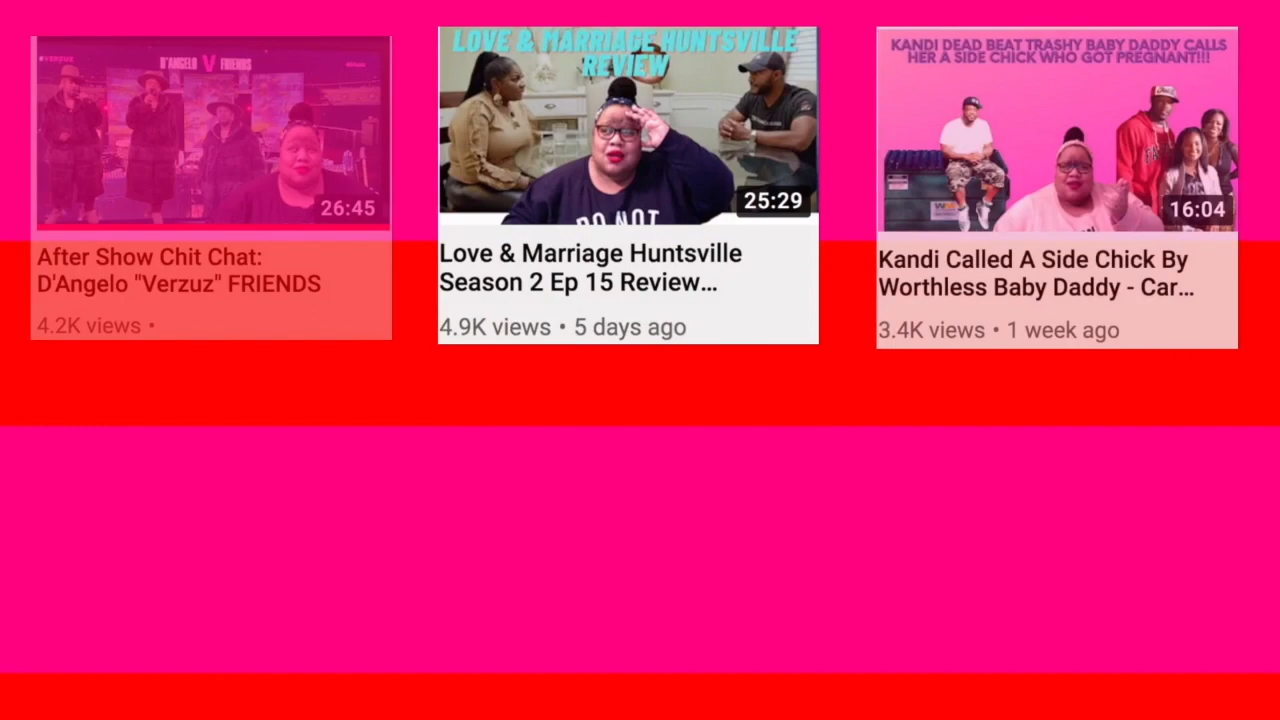 D'ANGELO V FRIENDS
26:45
After Show Chit Chat:
D'Angelo "Verzuz" FRIENDS
4.2K views •
LOVE & MARRIAGE HUNTSVILLE
REVIEW
DO NOT
25:29
Love & Marriage Huntsville
Season 2 Ep 15 Review…
4.9K views • 5 days ago
KANDI DEAD BEAT TRASHY BABY DADDY CALLS
HER A SIDE CHICK WHO GOT PREGNANT!!!
16:04
Kandi Called A Side Chick By
Worthless Baby Daddy - Car…
3.4K views • 1 week ago